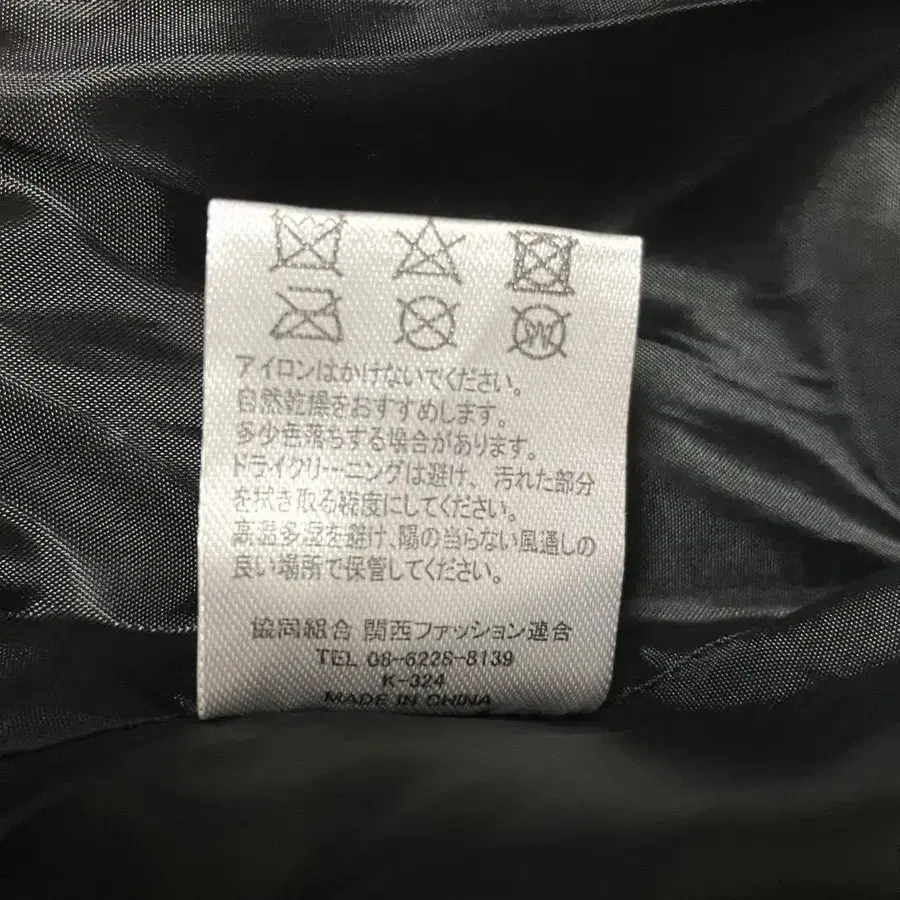 アイロンはかけないでください。
自然乾燥をおすすめします。
多少色落ちする場合があります。
ドライクリーニングは避け、汚れた部分
を拭き取る程度にしてください。
高温多湿を避け、陽の当らない風通しの
良い場所で保管してください。
協同組合 関西ファッション連合
TEL 06-6228-8139
K-324
MADE IN CHINA